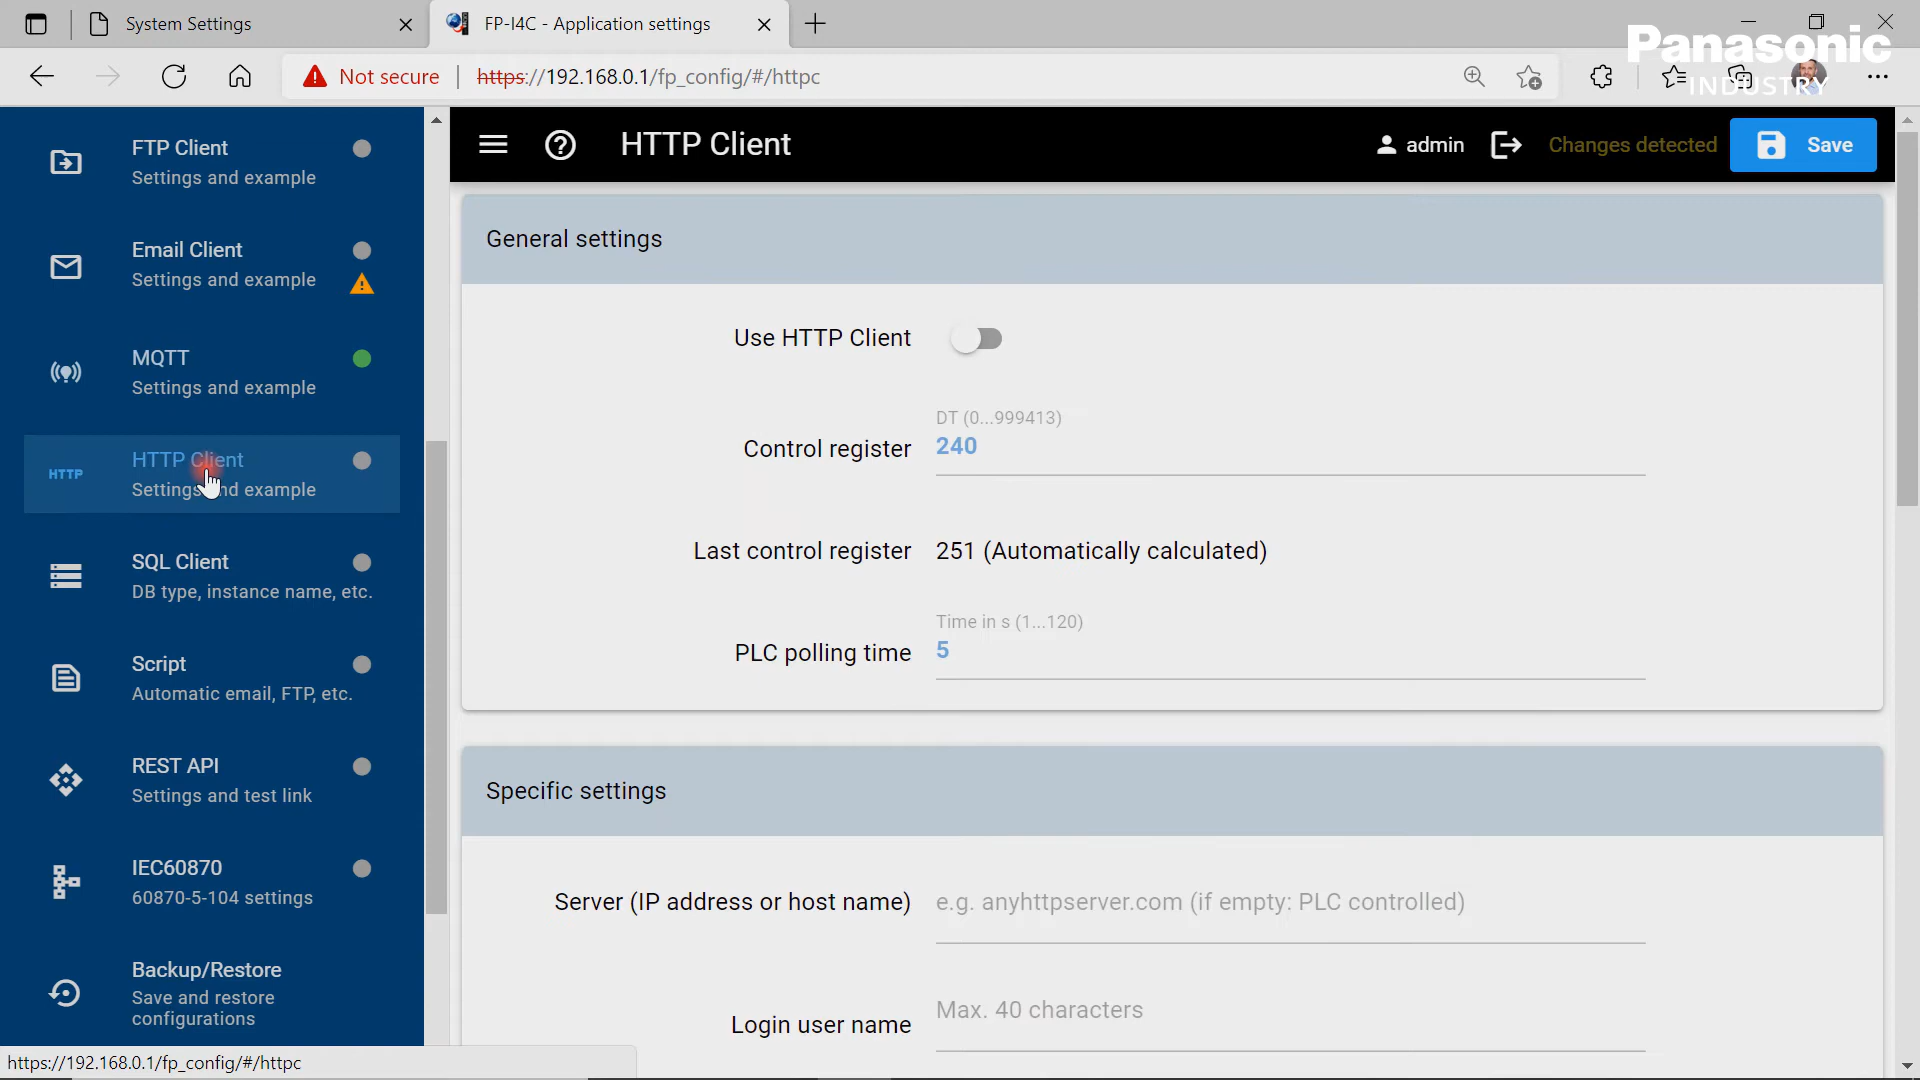 System Settings
FP-I4C - Application settings
Panasonic
INDUSTRY
Not secure
https://192.168.0.1/fp_config/#/httpc
FTP Client
Settings and example
Email Client
Settings and example
MQTT
Settings and example
HTTP
HTTP Client
Settings and example
SQL Client
DB type, instance name, etc.
Script
Automatic email, FTP, etc.
REST API
Settings and test link
IEC60870
60870-5-104 settings
Backup/Restore
Save and restore
configurations
https://192.168.0.1/fp_config/#/httpc
HTTP Client
admin
Changes detected
Save
General settings
Use HTTP Client
DT (0...999413)
Control register
240
Last control register
251 (Automatically calculated)
Time in s (1...120)
PLC polling time
5
Specific settings
Server (IP address or host name)
e.g. anyhttpserver.com (if empty: PLC controlled)
Login user name
Max. 40 characters